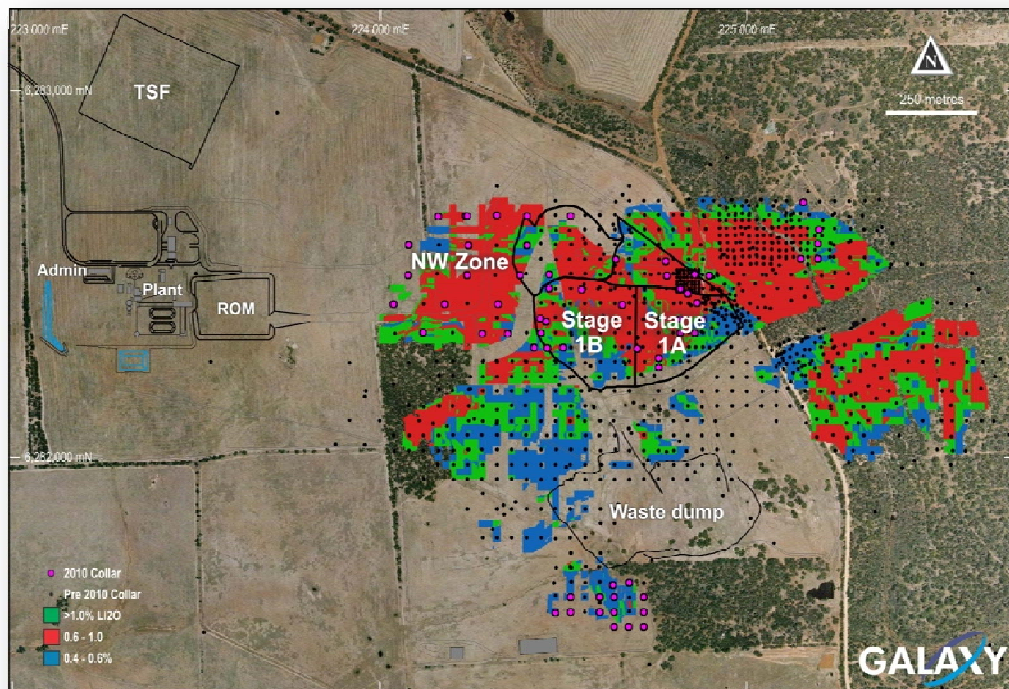 223 000 mE
224 000 mE
225 000 mE
6,283,000 mN
N
250 metres
TSF
NW Zone
Admin
Plant
ROM
Stage
1B
Stage
1A
6,282,000 mN
Waste dump
2010 Collar
Pre 2010 Collar
>1.0% LI2O
0.6 - 1.0
0.4 - 0.6%
GALAXY